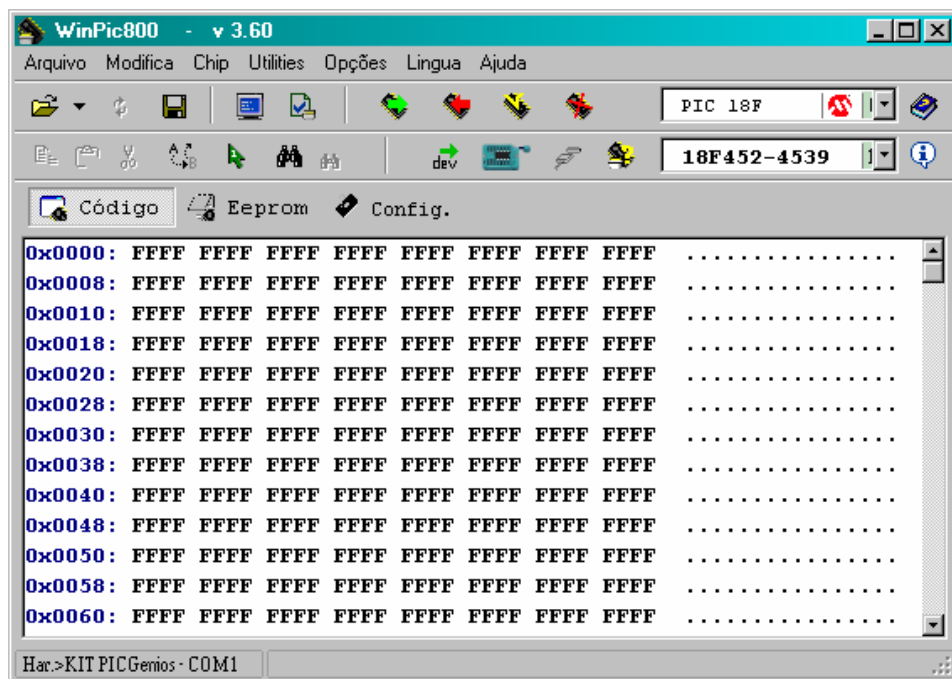 WinPic800 - v 3.60
Arquivo Modifica Chip Utilities Opções Lingua Ajuda
PIC 18F
dev 18F452-4539
Código Eeprom Config.
0x0000: FFFF FFFF FFFF FFFF FFFF FFFF FFFF FFFF ................
0x0008: FFFF FFFF FFFF FFFF FFFF FFFF FFFF FFFF ................
0x0010: FFFF FFFF FFFF FFFF FFFF FFFF FFFF FFFF ................
0x0018: FFFF FFFF FFFF FFFF FFFF FFFF FFFF FFFF ................
0x0020: FFFF FFFF FFFF FFFF FFFF FFFF FFFF FFFF ................
0x0028: FFFF FFFF FFFF FFFF FFFF FFFF FFFF FFFF ................
0x0030: FFFF FFFF FFFF FFFF FFFF FFFF FFFF FFFF ................
0x0038: FFFF FFFF FFFF FFFF FFFF FFFF FFFF FFFF ................
0x0040: FFFF FFFF FFFF FFFF FFFF FFFF FFFF FFFF ................
0x0048: FFFF FFFF FFFF FFFF FFFF FFFF FFFF FFFF ................
0x0050: FFFF FFFF FFFF FFFF FFFF FFFF FFFF FFFF ................
0x0058: FFFF FFFF FFFF FFFF FFFF FFFF FFFF FFFF ................
0x0060: FFFF FFFF FFFF FFFF FFFF FFFF FFFF FFFF ................
Har.>KIT PICGenios - COM1